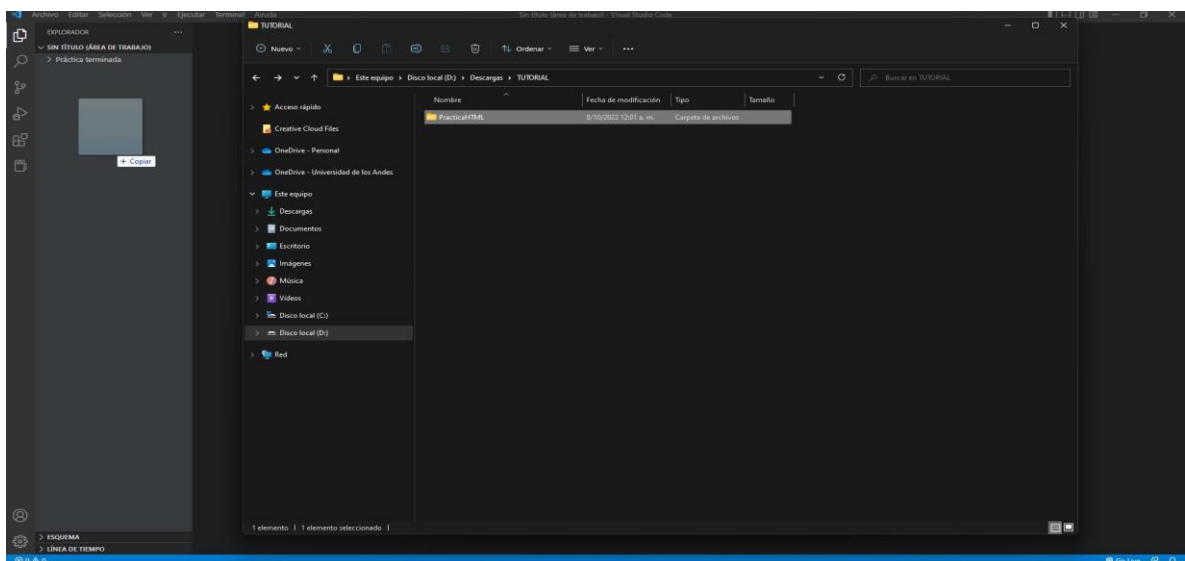 Archivo Editar Selección Ver Ir Ejecutar Terminal Ayuda
Sin título (área de trabajo) - Visual Studio Code
EXPLORADOR
SIN TÍTULO (ÁREA DE TRABAJO)
Práctica terminada
+ Copiar
ESQUEMA
LÍNEA DE TIEMPO
TUTORIAL
Nuevo
Ordenar
Ver
Este equipo > Disco local (D:) > Descargas > TUTORIAL
Buscar en TUTORIAL
Nombre Fecha de modificación Tipo Tamaño
PracticaHTML 8/10/2022 12:01 a. m. Carpeta de archivos
Acceso rápido
Creative Cloud Files
OneDrive - Personal
OneDrive - Universidad de los Andes
Este equipo
Descargas
Documentos
Escritorio
Imágenes
Música
Vídeos
Disco local (C:)
Disco local (D:)
Red
1 elemento | 1 elemento seleccionado |
Go Live